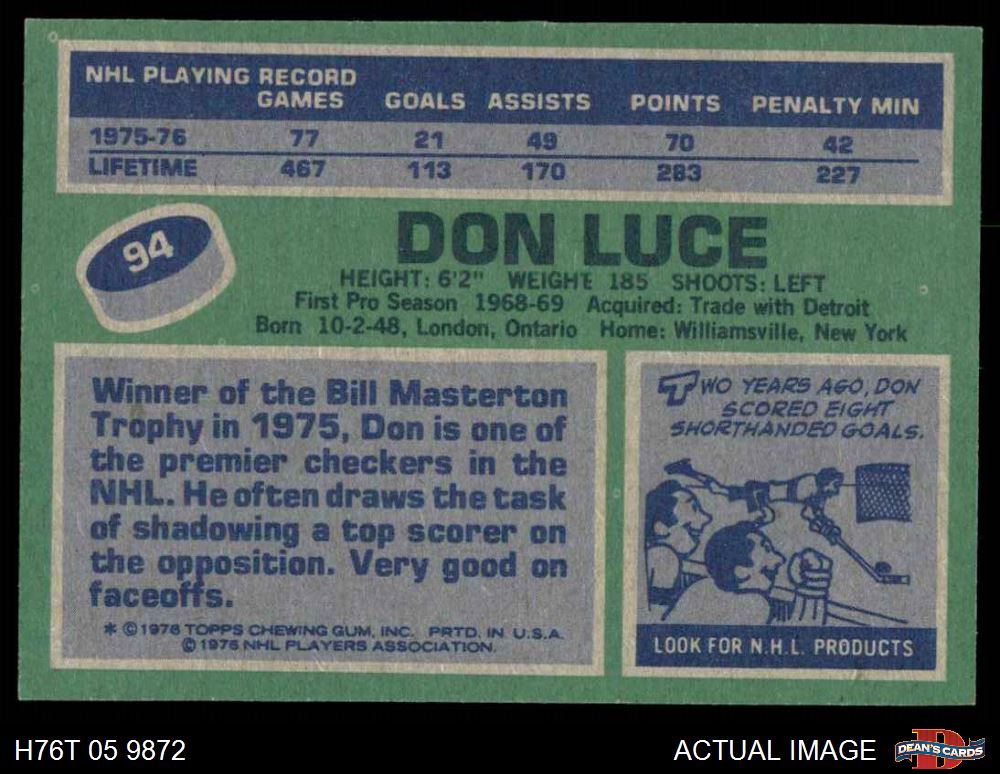 NHL PLAYING RECORD
GAMES GOALS ASSISTS POINTS PENALTY MIN
1975-76 77 21 49 70 42
LIFETIME 467 113 170 283 227
94
DON LUCE
HEIGHT: 6'2" WEIGHT 185 SHOOTS: LEFT
First Pro Season 1968-69 Acquired: Trade with Detroit
Born 10-2-48, London, Ontario Home: Williamsville, New York
Winner of the Bill Masterton
Trophy in 1975, Don is one of
the premier checkers in the
NHL. He often draws the task
of shadowing a top scorer on
the opposition. Very good on
faceoffs.
* © 1976 TOPPS CHEWING GUM, INC. PRTD. IN U.S.A.
© 1976 NHL PLAYERS ASSOCIATION.
TWO YEARS AGO, DON
SCORED EIGHT
SHORTHANDED GOALS.
LOOK FOR N.H.L. PRODUCTS
H76T 05 9872
ACTUAL IMAGE
D
DEAN'S CARDS